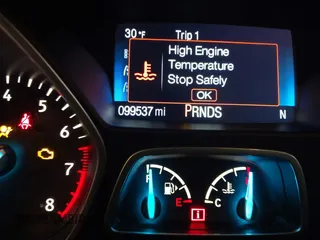 30°F Trip 1
High Engine
Temperature
Stop Safely
OK
099537 mi PRNDS N
4
5
6
7
8
F E
C